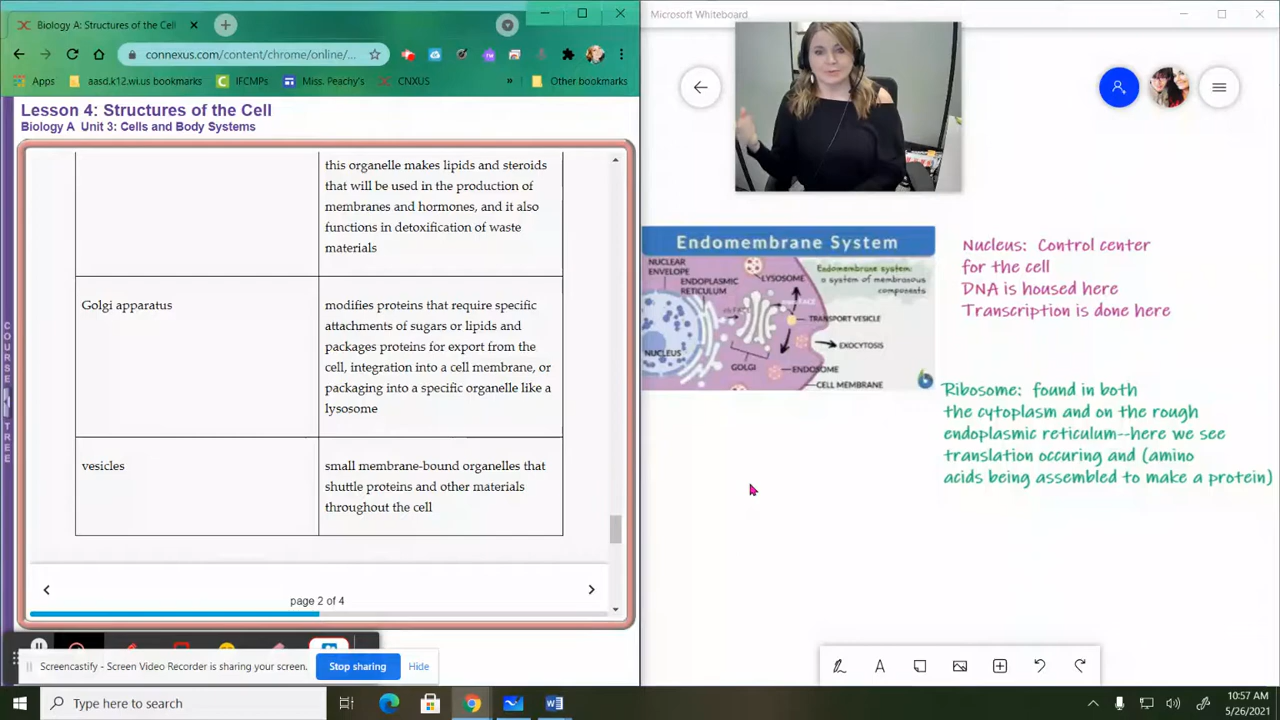 Biology A: Structures of the Cell
connexus.com/content/chrome/online/...
Apps
aasd.k12.wi.us bookmarks
IFCMPs
Miss. Peachy's
CNXUS
»
Other bookmarks
Lesson 4: Structures of the Cell
Biology A Unit 3: Cells and Body Systems
COURSE TREE
this organelle makes lipids and steroids
that will be used in the production of
membranes and hormones, and it also
functions in detoxification of waste
materials
Golgi apparatus
modifies proteins that require specific
attachments of sugars or lipids and
packages proteins for export from the
cell, integration into a cell membrane, or
packaging into a specific organelle like a
lysosome
vesicles
small membrane-bound organelles that
shuttle proteins and other materials
throughout the cell
page 2 of 4
Screencastify - Screen Video Recorder is sharing your screen.
Stop sharing
Hide
Microsoft Whiteboard
Endomembrane System
NUCLEAR
ENVELOPE
ENDOPLASMIC
RETICULUM
LYSOSOME
Endomembrane system:
a system of membranous
components
TRANSPORT VESICLE
EXOCYTOSIS
NUCLEUS
GOLGI
ENDOSOME
CELL MEMBRANE
Nucleus: Control center
for the cell
DNA is housed here
Transcription is done here
Ribosome: found in both
the cytoplasm and on the rough
endoplasmic reticulum--here we see
translation occuring and (amino
acids being assembled to make a protein)
Type here to search
10:57 AM
5/26/2021